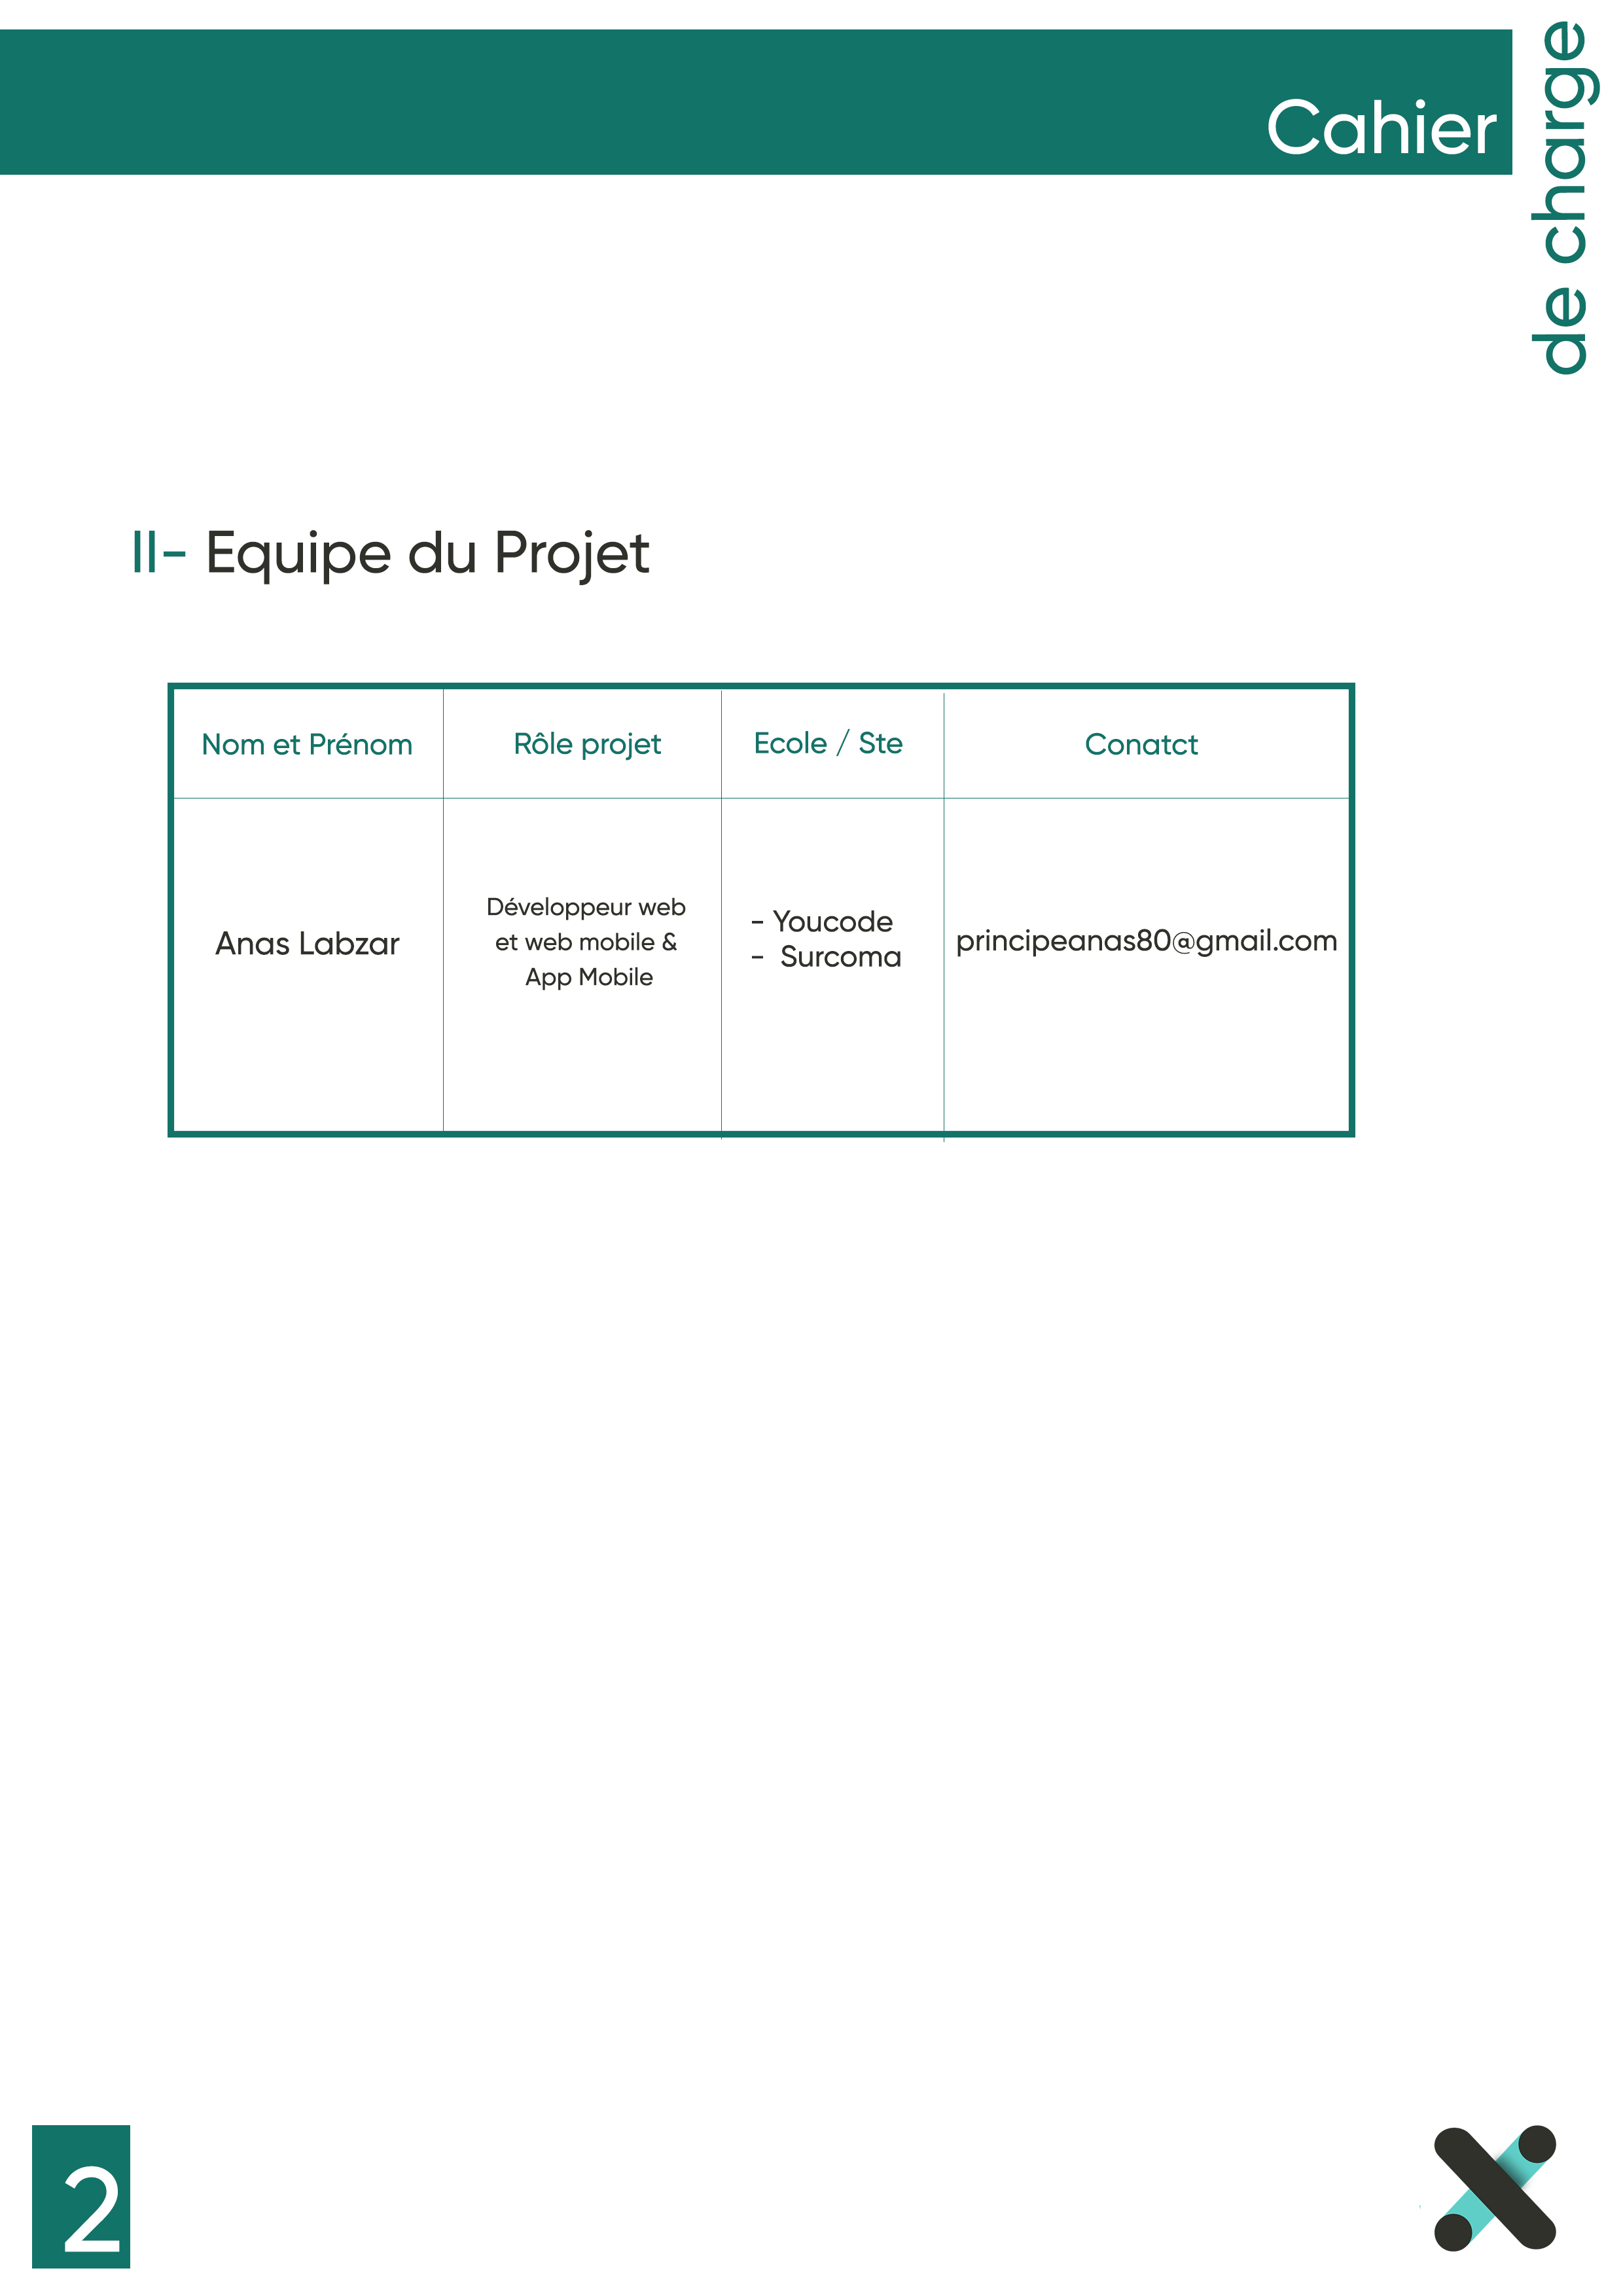 Cahier
de charge
II- Equipe du Projet
Nom et Prénom
Rôle projet
Ecole / Ste
Conatct
Anas Labzar
Développeur web
et web mobile &
App Mobile
- Youcode
- Surcoma
principeanas80@gmail.com
2